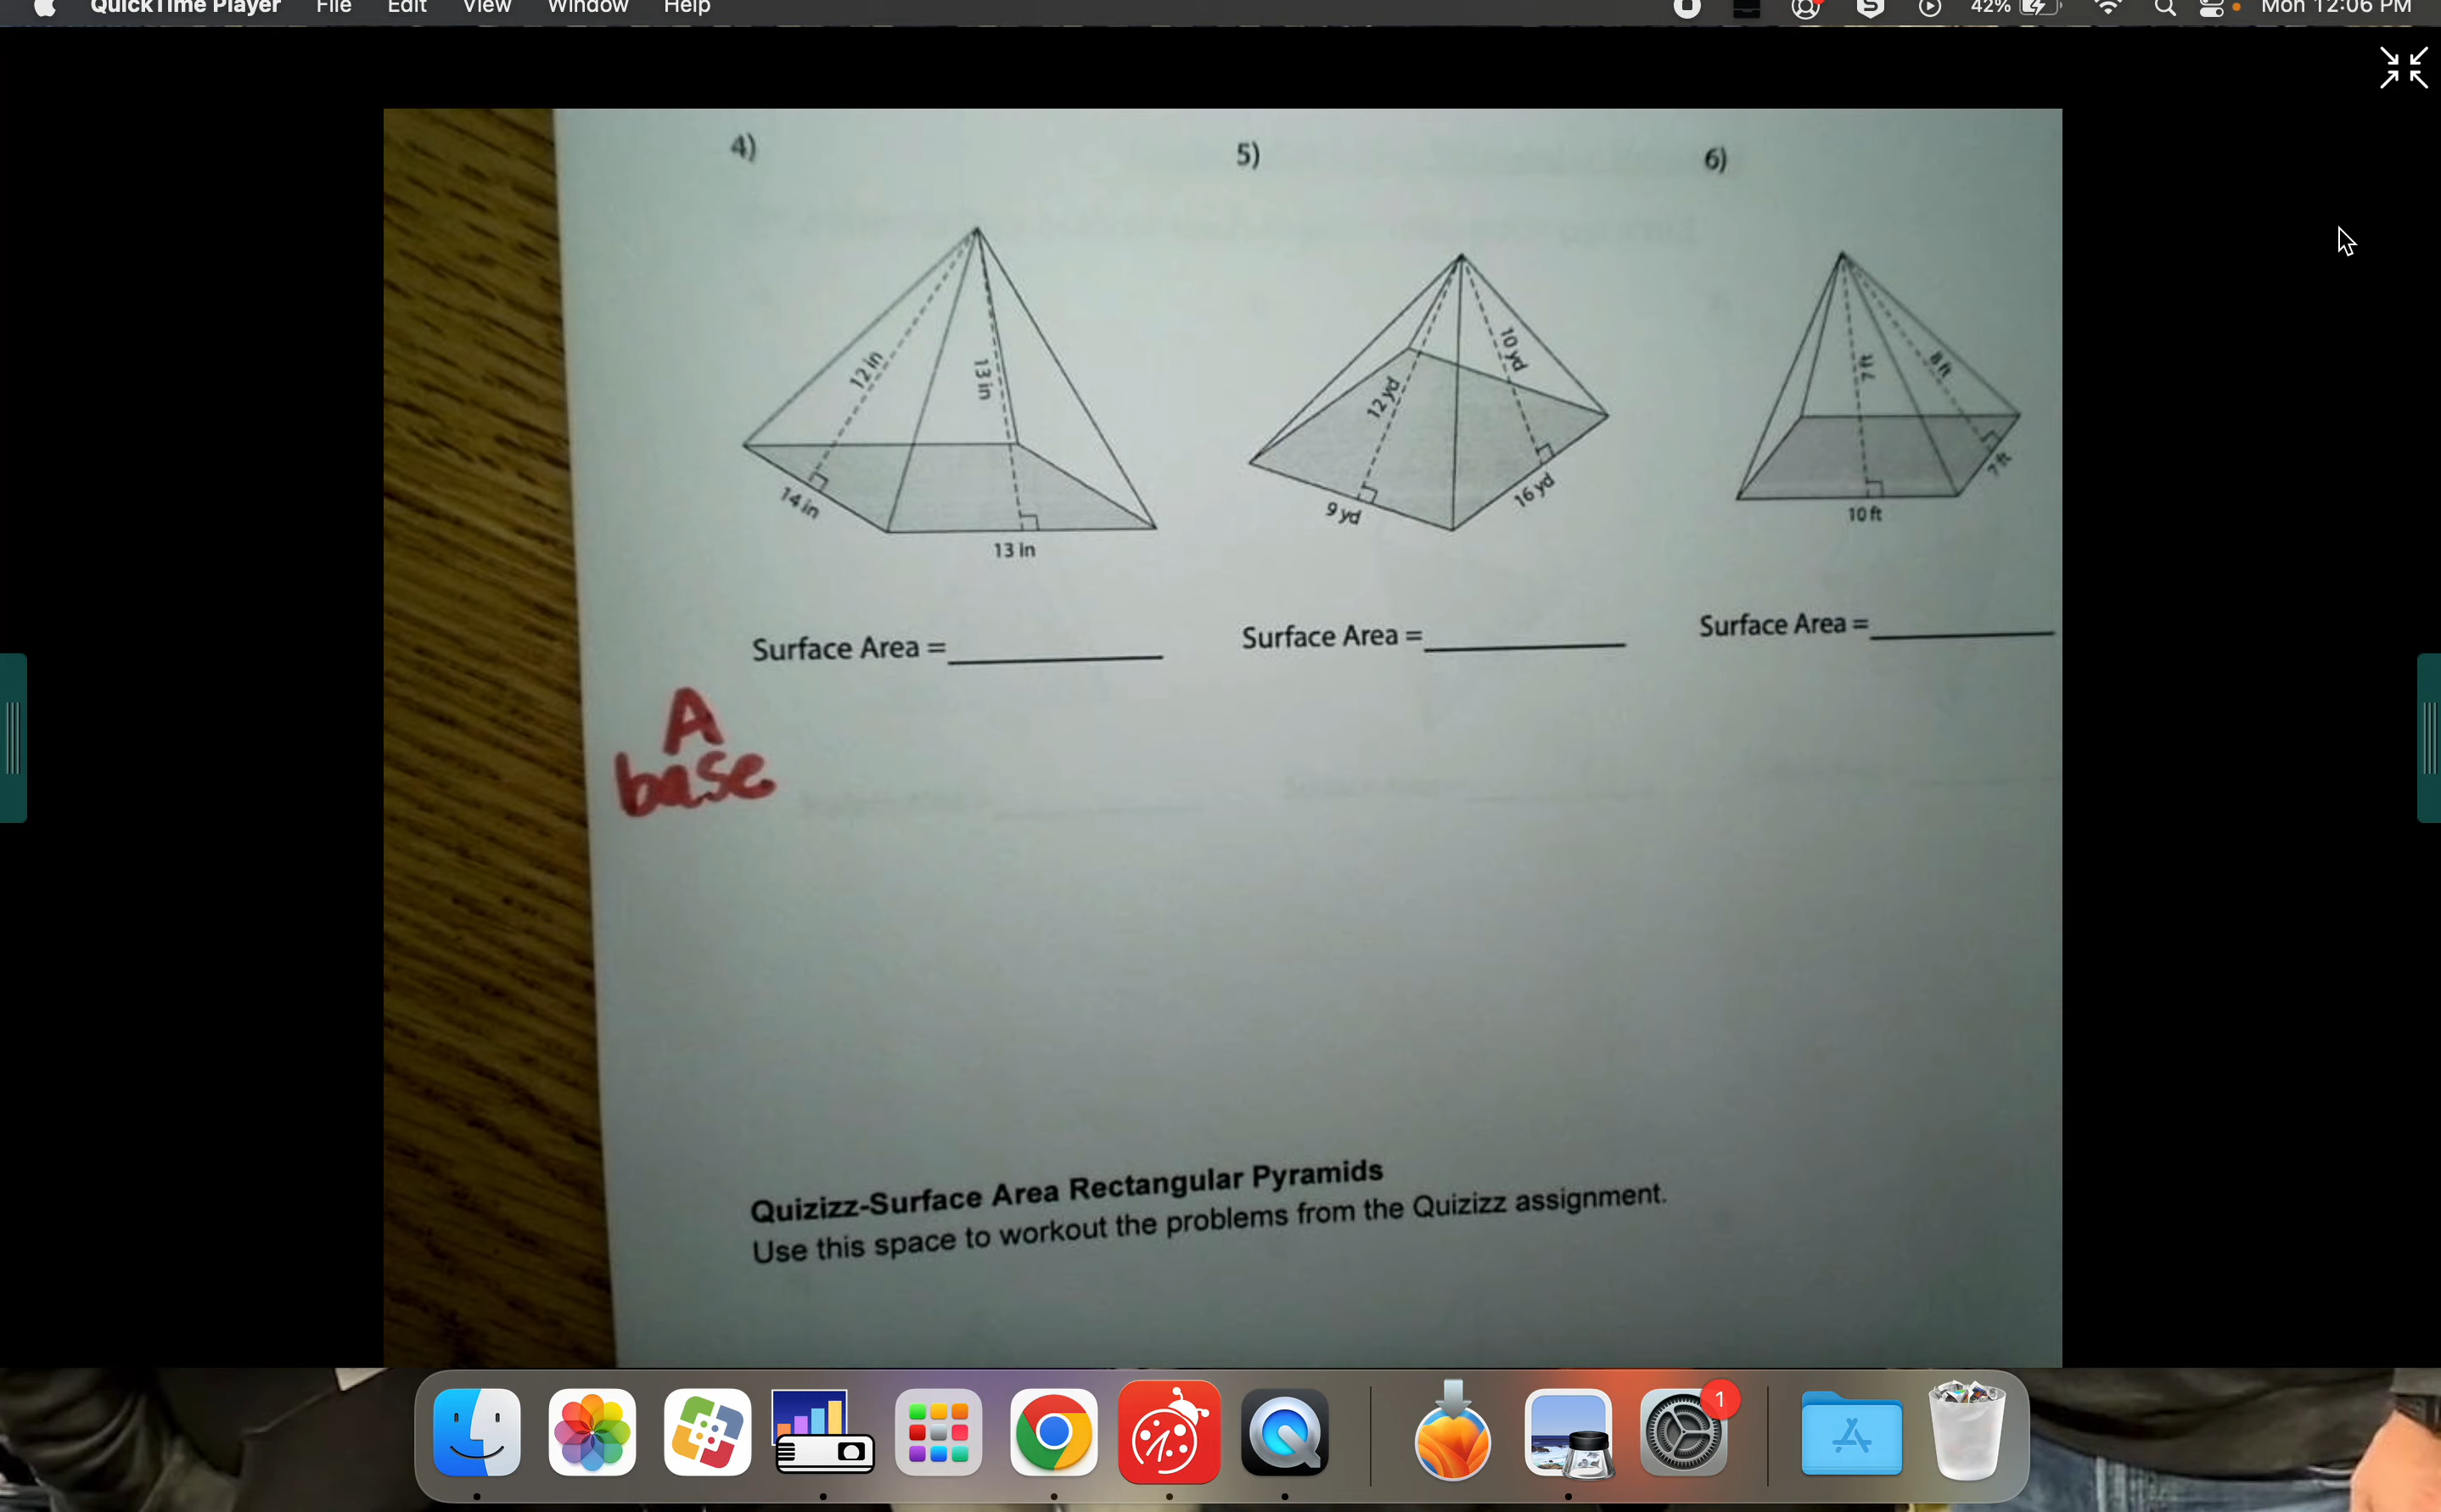 QuickTime Player File Edit View Window Help 42% Mon 12:06 PM
4) 5) 6)
12 in 13 in 14 in 13 in
12 yd 10 yd 9 yd 16 yd
7 ft 8 ft 7 ft 10 ft
Surface Area = Surface Area = Surface Area =
A
base
Quizizz-Surface Area Rectangular Pyramids
Use this space to workout the problems from the Quizizz assignment.
1